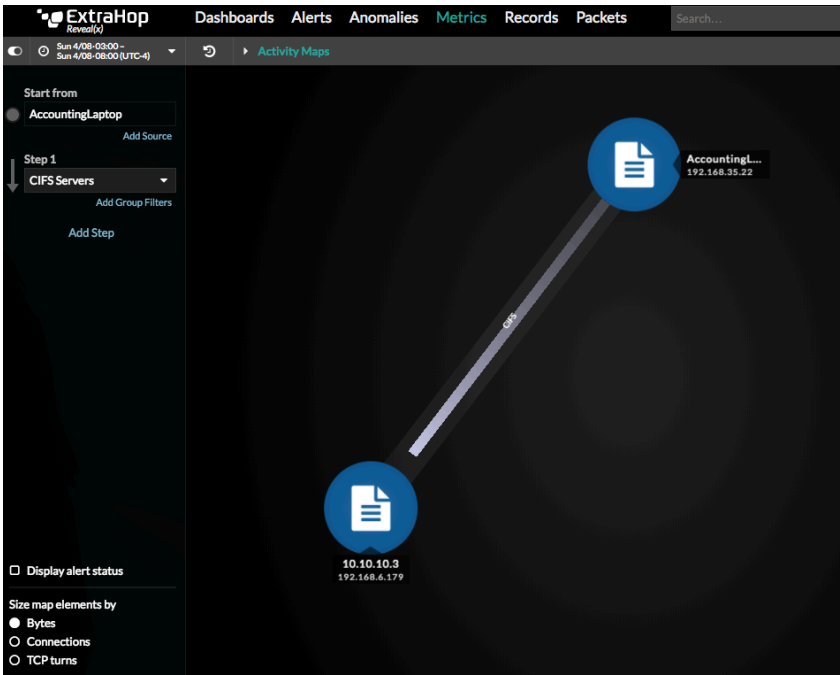 ExtraHop
Reveal(x)
Dashboards Alerts Anomalies Metrics Records Packets
Search...
Sun 4/08-03:00 –
Sun 4/08-08:00 (UTC-4)
Activity Maps
Start from
AccountingLaptop
Add Source
Step 1
CIFS Servers
Add Group Filters
Add Step
AccountingL...
192.168.35.22
CIFS
10.10.10.3
192.168.6.179
Display alert status
Size map elements by
Bytes
Connections
TCP turns